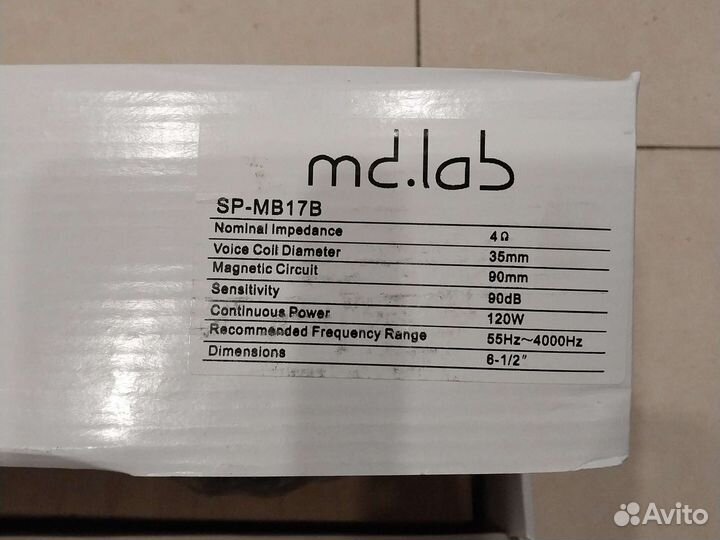 md.lab
SP-MB17B
Nominal Impedance 4Ω
Voice Coil Diameter 35mm
Magnetic Circuit 90mm
Sensitivity 90dB
Continuous Power 120W
Recommended Frequency Range 55Hz~4000Hz
Dimensions 6-1/2"
Avito